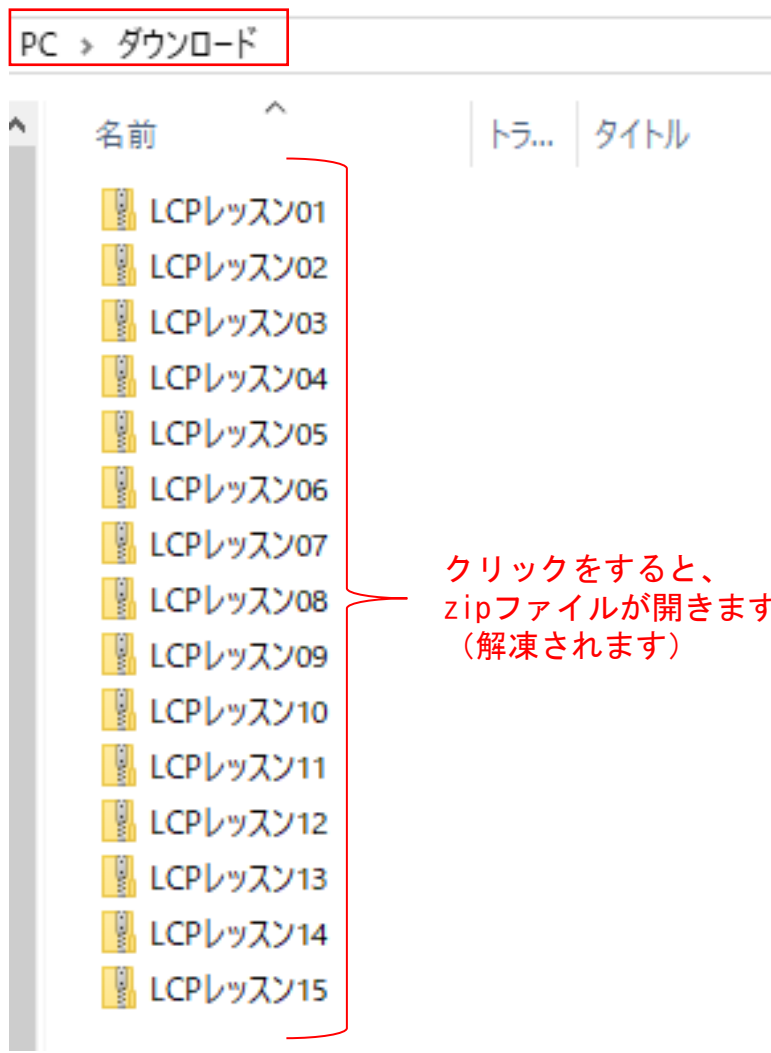 PC > ダウンロード
名前 トラ... タイトル
LCPレッスン01
LCPレッスン02
LCPレッスン03
LCPレッスン04
LCPレッスン05
LCPレッスン06
LCPレッスン07
LCPレッスン08
LCPレッスン09
LCPレッスン10
LCPレッスン11
LCPレッスン12
LCPレッスン13
LCPレッスン14
LCPレッスン15
クリックをすると、
zipファイルが開きます
（解凍されます）